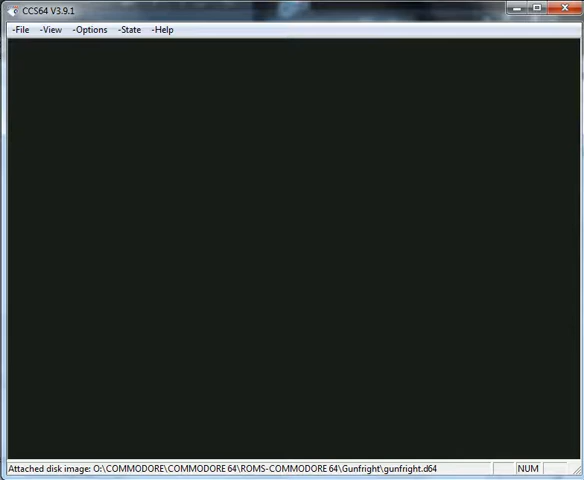 CCS64 V3.9.1
-File -View -Options -State -Help
Attached disk image: O:\COMMODORE\COMMODORE 64\ROMS-COMMODORE 64\Gunfright\gunfright.d64 NUM